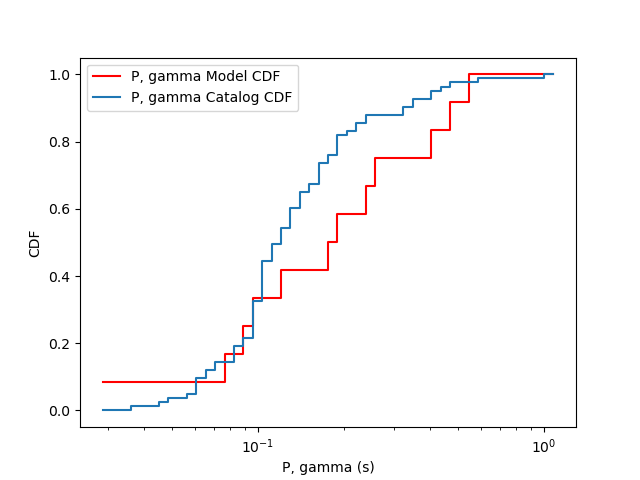 P, gamma Model CDF
P, gamma Catalog CDF
1.0
0.8
0.6
0.4
0.2
0.0
CDF
10⁻¹ 10⁰
P, gamma (s)